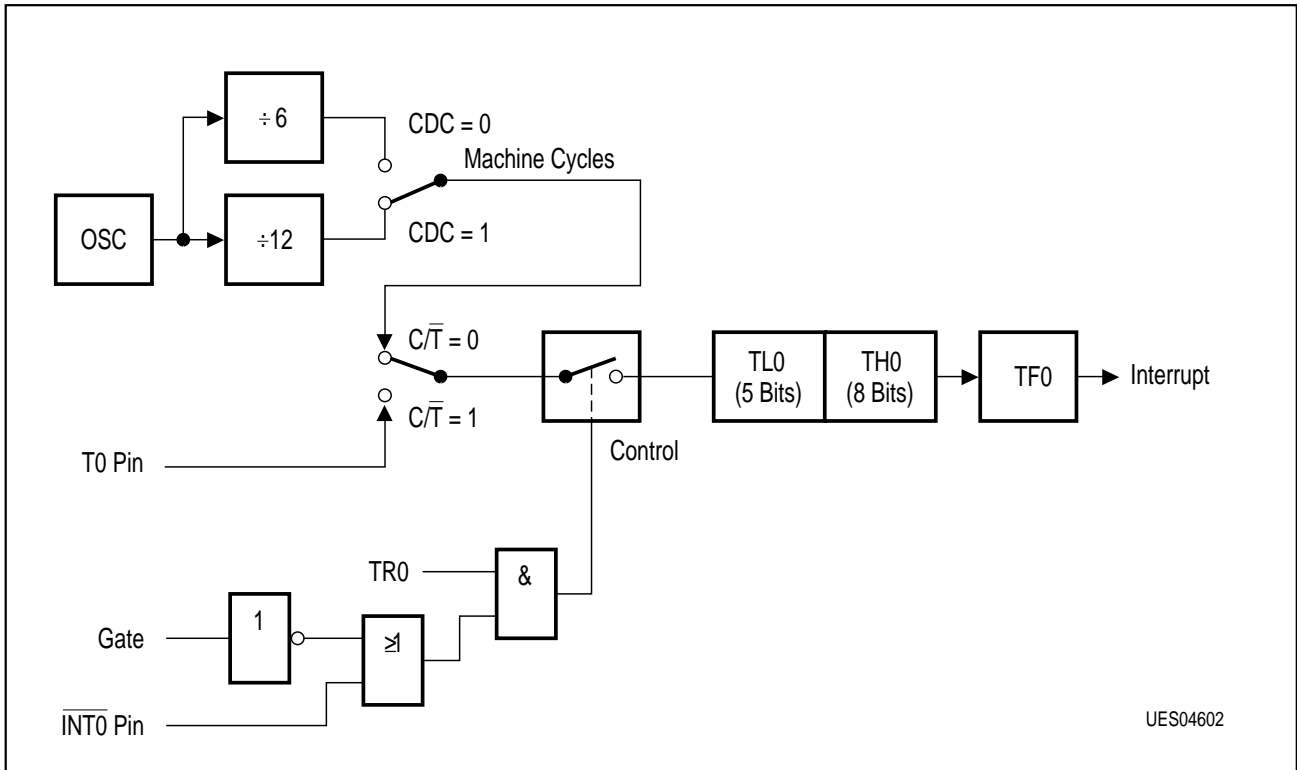 ÷ 6
CDC = 0
Machine Cycles
OSC
÷12
CDC = 1
C/T̅ = 0
TL0
(5 Bits)
TH0
(8 Bits)
TF0
Interrupt
C/T̅ = 1
Control
T0 Pin
TR0
&
1
Gate
≥1
I̅N̅T̅0̅ Pin
UES04602